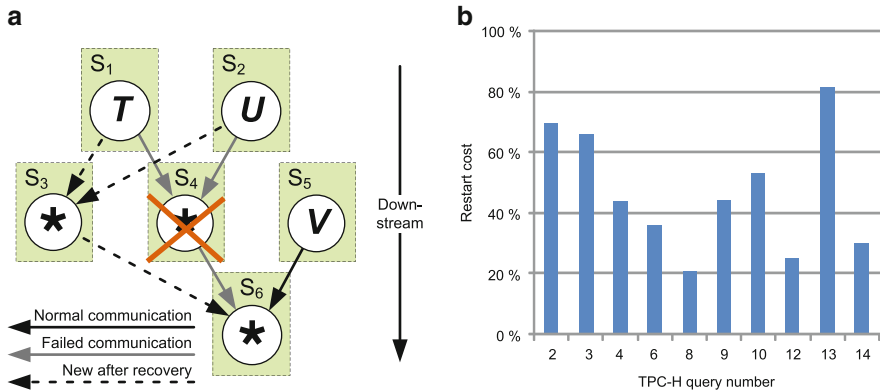 a
S1
S2
T
U
S3
S4
S5
*
*
V
S6
*
Down-
stream
Normal communication
Failed communication
New after recovery
b
100 %
80 %
60 %
40 %
20 %
0 %
Restart cost
2 3 4 6 8 9 10 12 13 14
TPC-H query number